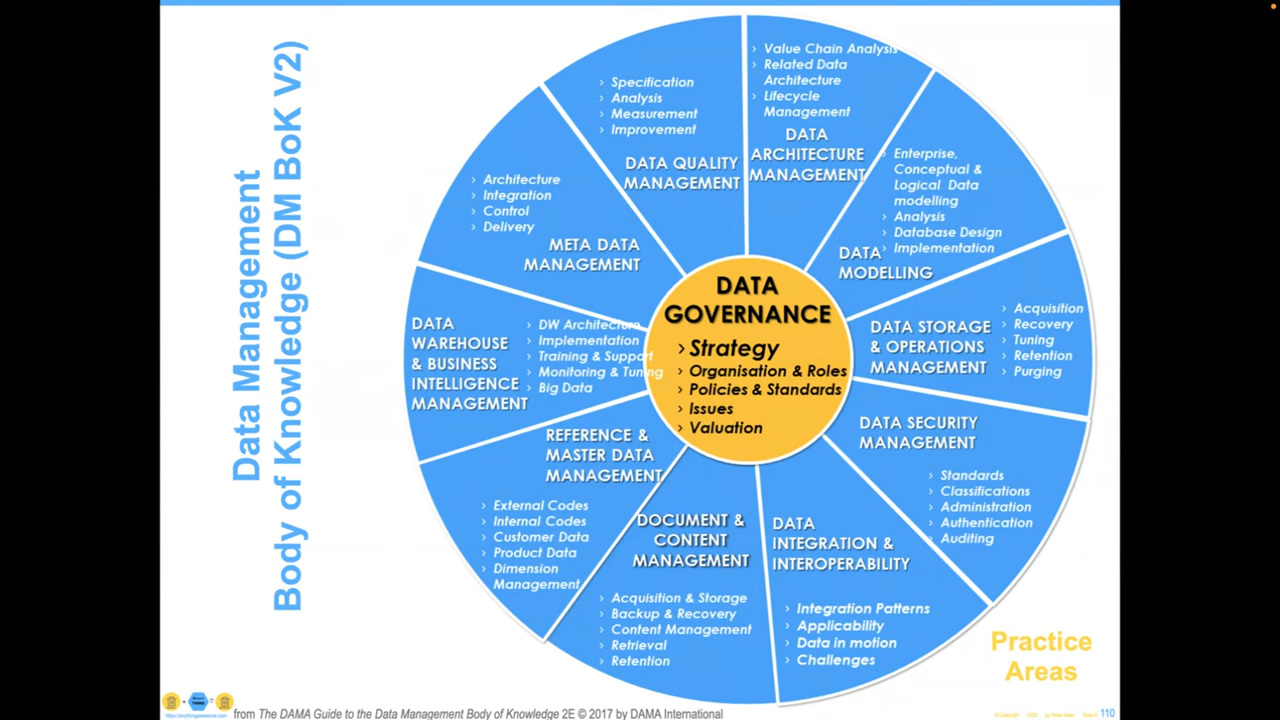 Data Management
Body of Knowledge (DM BoK V2)
› Value Chain Analysis
› Related Data
Architecture
› Lifecycle
Management
DATA
ARCHITECTURE
MANAGEMENT
› Enterprise,
Conceptual &
Logical Data
modelling
› Analysis
› Database Design
› Implementation
DATA
MODELLING
DATA STORAGE
& OPERATIONS
MANAGEMENT
› Acquisition
› Recovery
› Tuning
› Retention
› Purging
DATA SECURITY
MANAGEMENT
› Standards
› Classifications
› Administration
› Authentication
› Auditing
DATA
INTEGRATION &
INTEROPERABILITY
› Integration Patterns
› Applicability
› Data in motion
› Challenges
DOCUMENT &
CONTENT
MANAGEMENT
› Acquisition & Storage
› Backup & Recovery
› Content Management
› Retrieval
› Retention
REFERENCE &
MASTER DATA
MANAGEMENT
› External Codes
› Internal Codes
› Customer Data
› Product Data
› Dimension
Management
DATA
WAREHOUSE
& BUSINESS
INTELLIGENCE
MANAGEMENT
› DW Architecture
› Implementation
› Training & Support
› Monitoring & Tuning
› Big Data
› Architecture
› Integration
› Control
› Delivery
META DATA
MANAGEMENT
› Specification
› Analysis
› Measurement
› Improvement
DATA QUALITY
MANAGEMENT
DATA
GOVERNANCE
› Strategy
› Organisation & Roles
› Policies & Standards
› Issues
› Valuation
Practice
Areas
https://anythingawesome.com
from The DAMA Guide to the Data Management Body of Knowledge 2E © 2017 by DAMA International
110